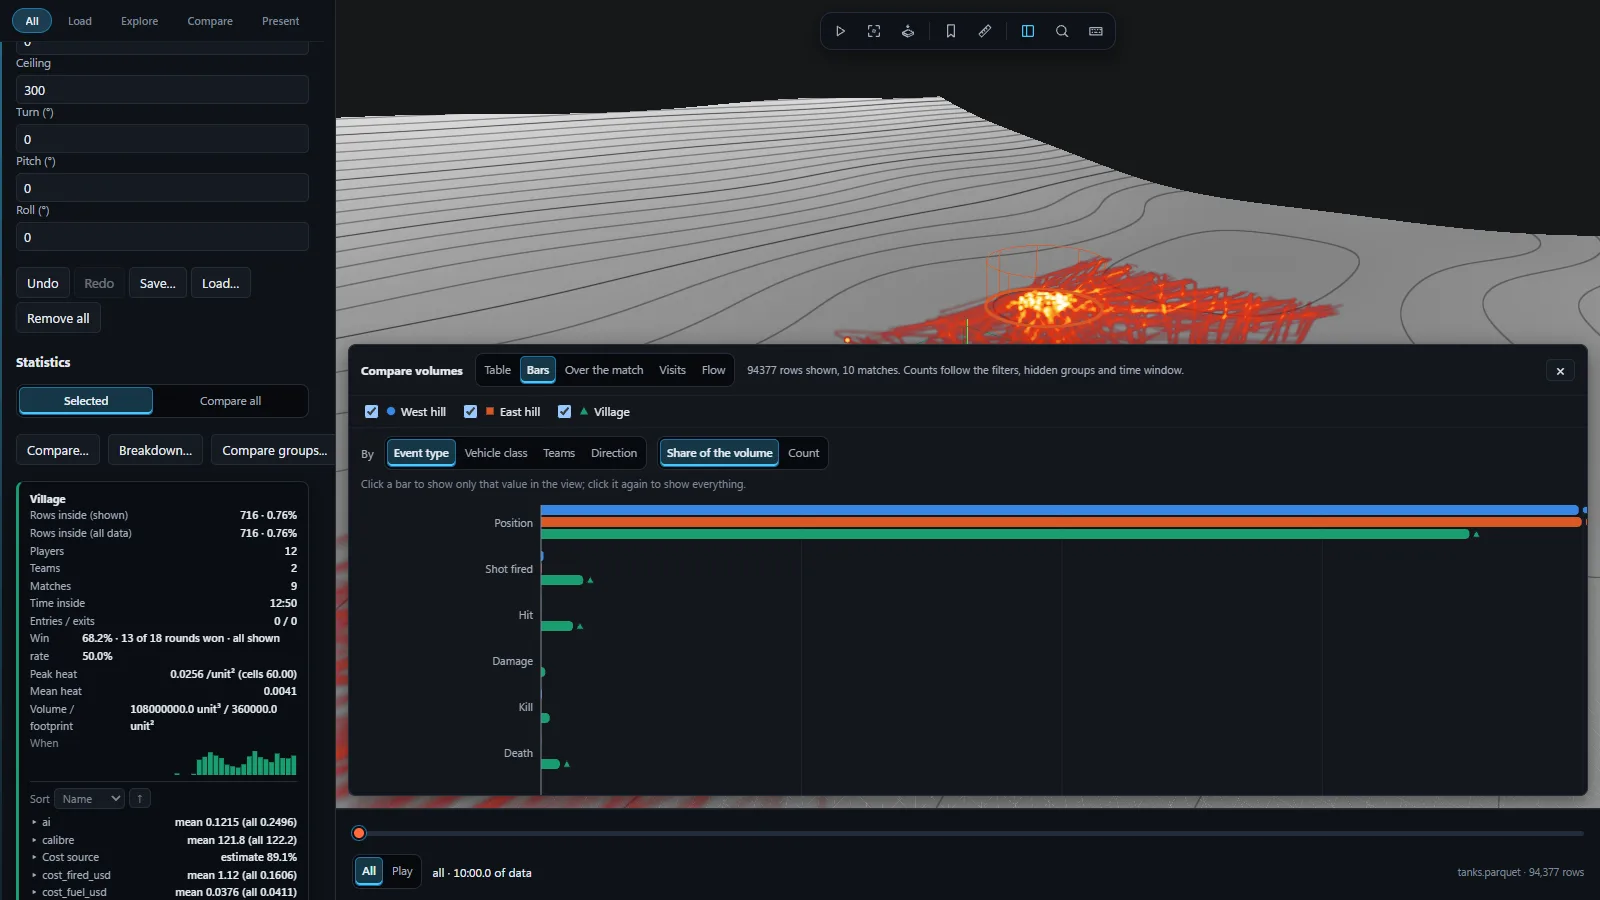 All Load Explore Compare Present
0
Ceiling
300
Turn (°)
0
Pitch (°)
0
Roll (°)
0
Undo Redo Save... Load...
Remove all
Statistics
Selected Compare all
Compare... Breakdown... Compare groups...
Village
Rows inside (shown) 716 · 0.76%
Rows inside (all data) 716 · 0.76%
Players 12
Teams 2
Matches 9
Time inside 12:50
Entries / exits 0 / 0
Win rate 68.2% · 13 of 18 rounds won · all shown 50.0%
Peak heat 0.0256 /unit² (cells 60.00)
Mean heat 0.0041
Volume / footprint 108000000.0 unit³ / 360000.0 unit²
When
Sort Name ↑
ai mean 0.1215 (all 0.2496)
calibre mean 121.8 (all 122.2)
Cost source estimate 89.1%
cost_fired_usd mean 1.12 (all 0.1606)
cost_fuel_usd mean 0.0376 (all 0.0411)
Compare volumes Table Bars Over the match Visits Flow 94377 rows shown, 10 matches. Counts follow the filters, hidden groups and time window.
West hill East hill Village
By Event type Vehicle class Teams Direction Share of the volume Count
Click a bar to show only that value in the view; click it again to show everything.
Position
Shot fired
Hit
Damage
Kill
Death
All Play all · 10:00.0 of data
tanks.parquet · 94,377 rows